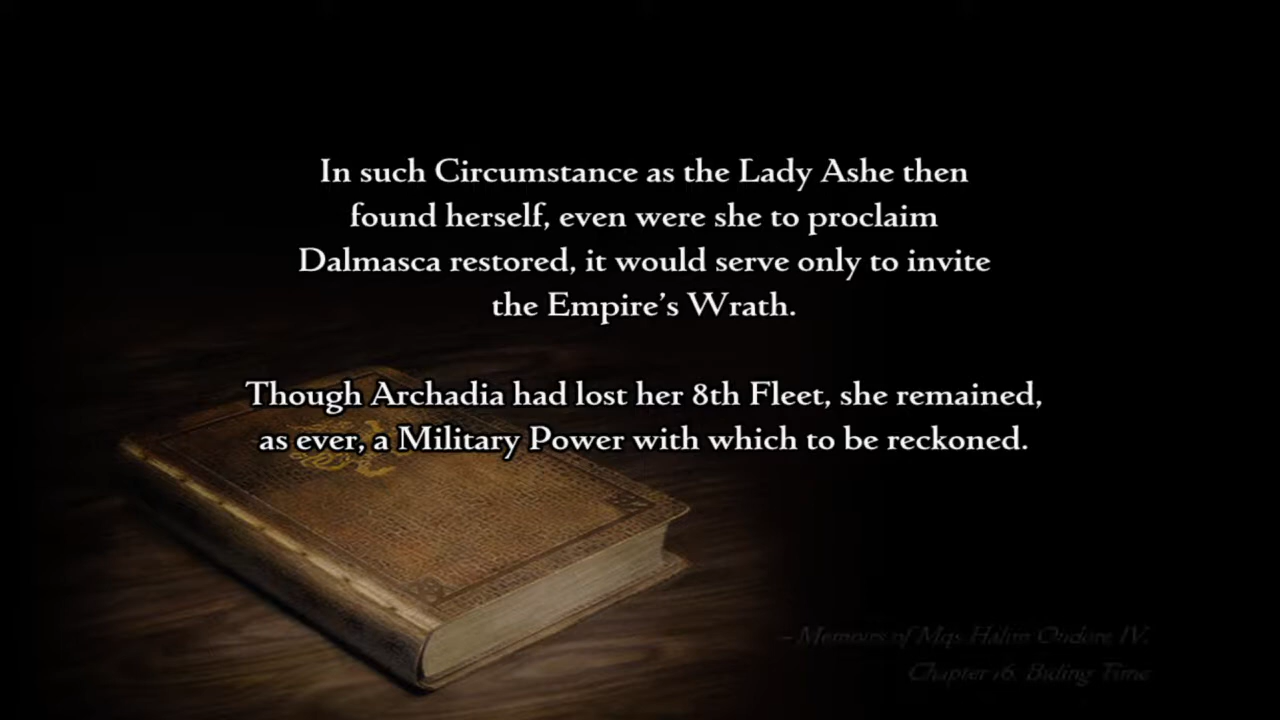 In such Circumstance as the Lady Ashe then
found herself, even were she to proclaim
Dalmasca restored, it would serve only to invite
the Empire's Wrath.
Though Archadia had lost her 8th Fleet, she remained,
as ever, a Military Power with which to be reckoned.
– Memoirs of Mqs Halim Ondore IV,
Chapter 16, Biding Time